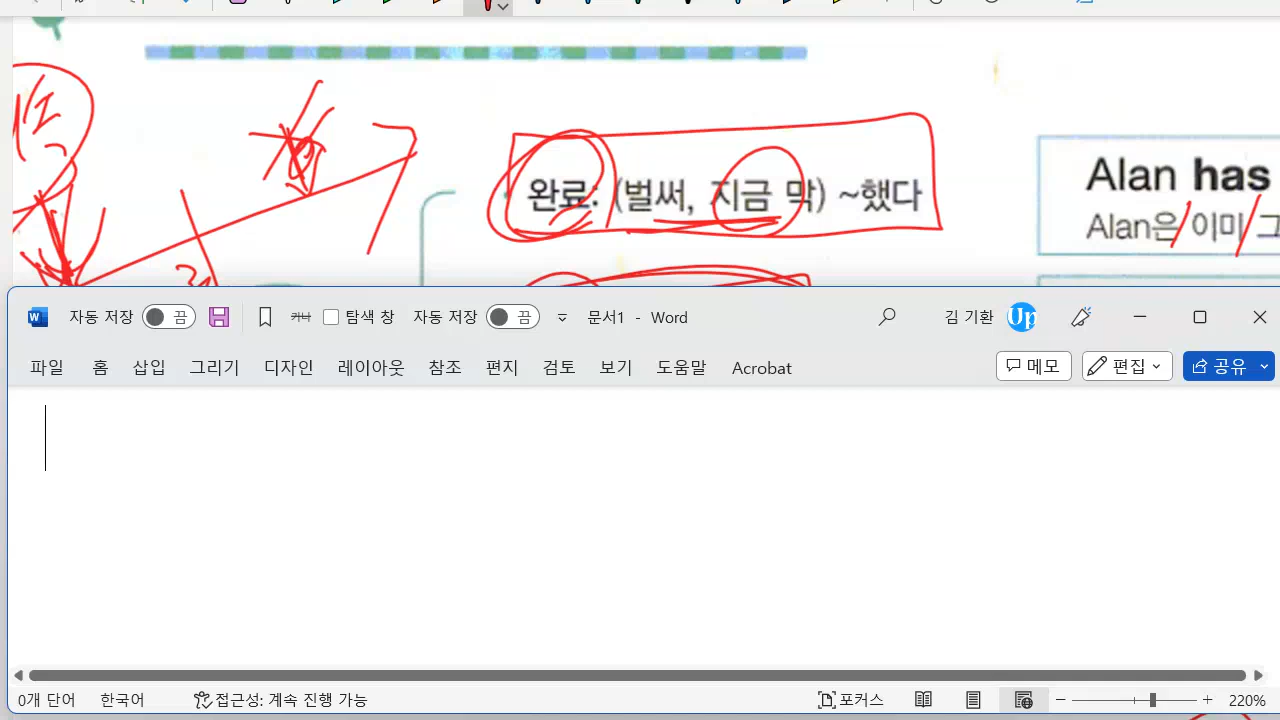 완료: (벌써, 지금 막) ~했다
Alan has
Alan은 이미 그
자동 저장 끔 가나 탐색 창 자동 저장 끔 문서1 - Word 김 기환 Up
파일 홈 삽입 그리기 디자인 레이아웃 참조 편지 검토 보기 도움말 Acrobat 메모 편집 공유
0개 단어 한국어 접근성: 계속 진행 가능 포커스 220%